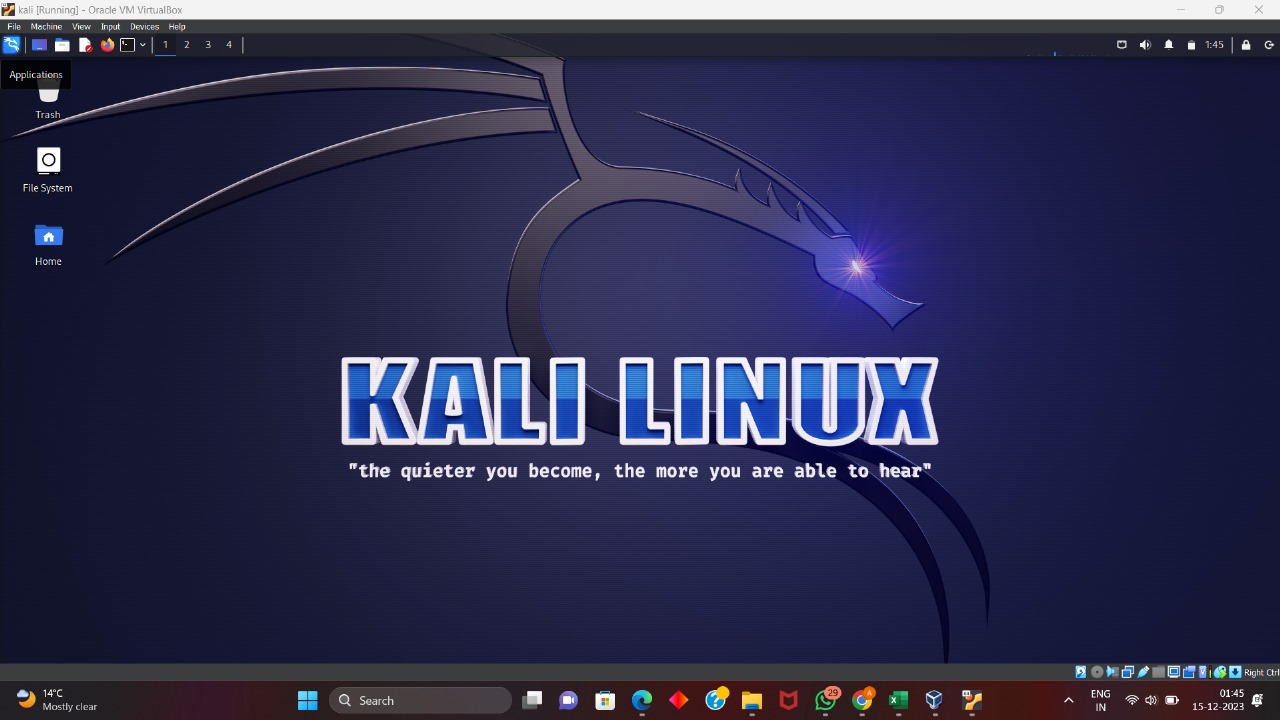 kali [Running] - Oracle VM VirtualBox
File Machine View Input Devices Help
1 2 3 4 1:45
Applications
Trash
File System
Home
KALI LINUX
"the quieter you become, the more you are able to hear"
Right Ctrl
14°C
Mostly clear
Search
29
A
ENG
IN
01:45
15-12-2023